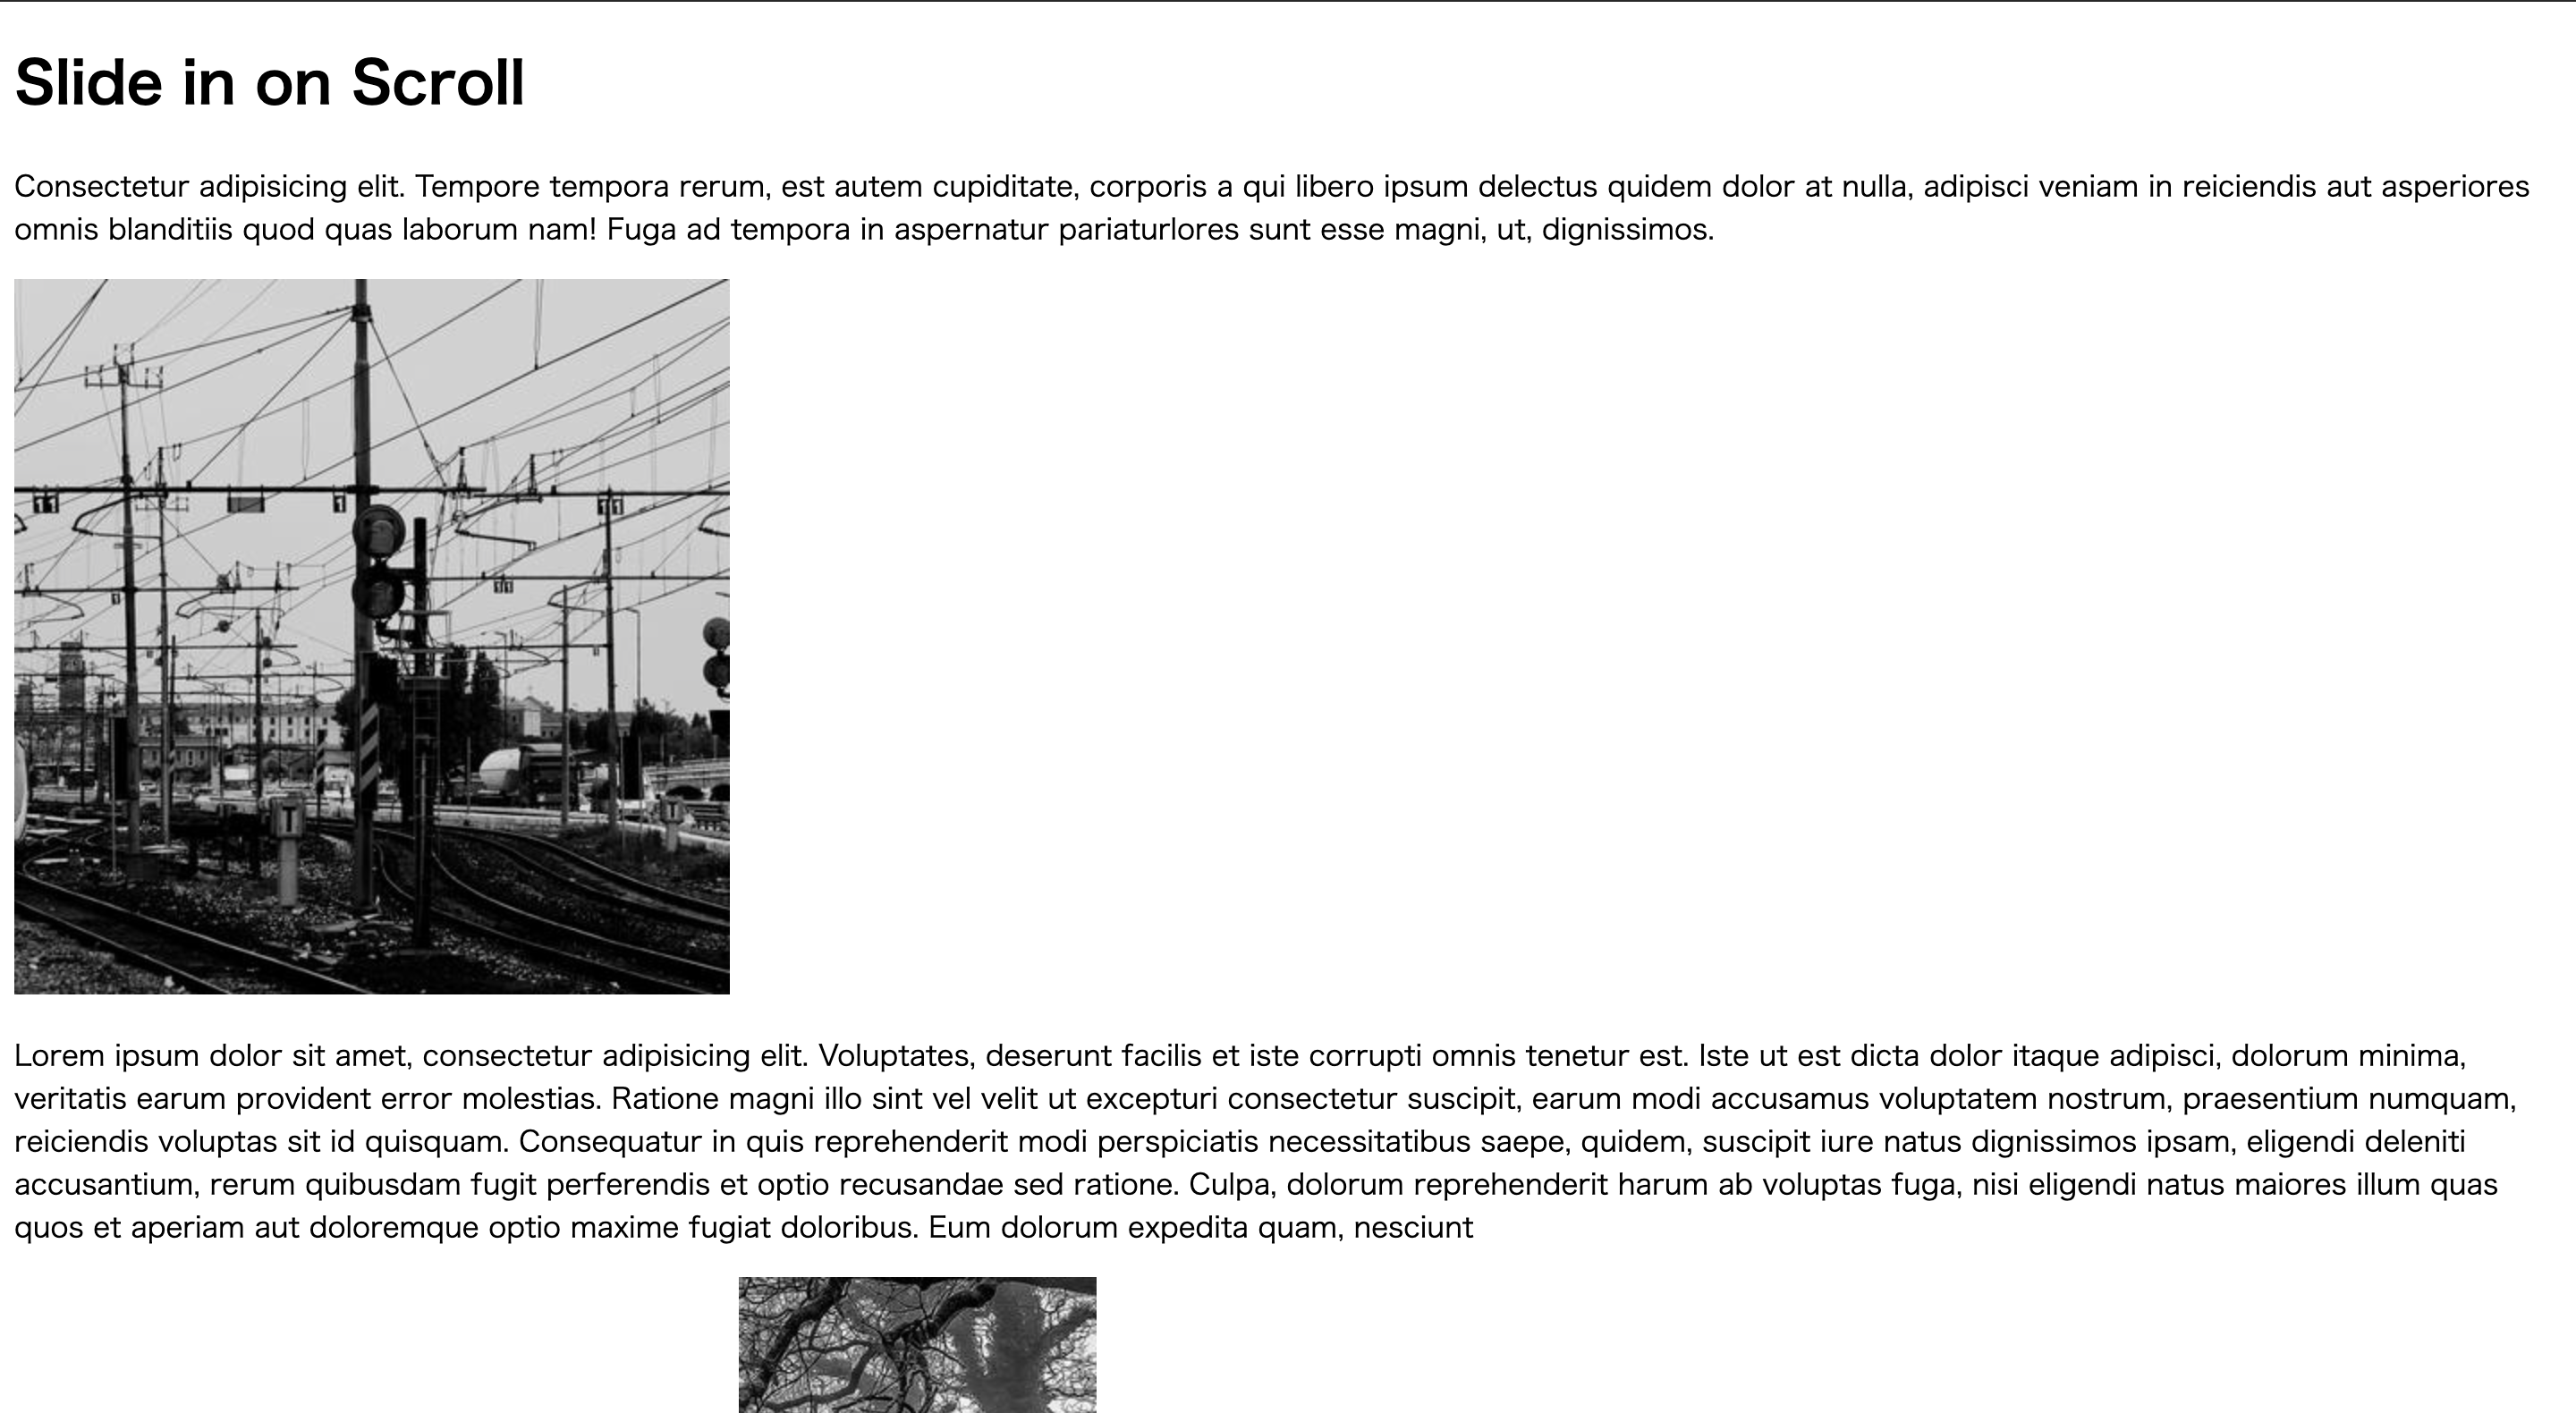 Slide in on Scroll
Consectetur adipisicing elit. Tempore tempora rerum, est autem cupiditate, corporis a qui libero ipsum delectus quidem dolor at nulla, adipisci veniam in reiciendis aut asperiores
omnis blanditiis quod quas laborum nam! Fuga ad tempora in aspernatur pariaturlores sunt esse magni, ut, dignissimos.
11
1
11
11
1
T
T
Lorem ipsum dolor sit amet, consectetur adipisicing elit. Voluptates, deserunt facilis et iste corrupti omnis tenetur est. Iste ut est dicta dolor itaque adipisci, dolorum minima,
veritatis earum provident error molestias. Ratione magni illo sint vel velit ut excepturi consectetur suscipit, earum modi accusamus voluptatem nostrum, praesentium numquam,
reiciendis voluptas sit id quisquam. Consequatur in quis reprehenderit modi perspiciatis necessitatibus saepe, quidem, suscipit iure natus dignissimos ipsam, eligendi deleniti
accusantium, rerum quibusdam fugit perferendis et optio recusandae sed ratione. Culpa, dolorum reprehenderit harum ab voluptas fuga, nisi eligendi natus maiores illum quas
quos et aperiam aut doloremque optio maxime fugiat doloribus. Eum dolorum expedita quam, nesciunt